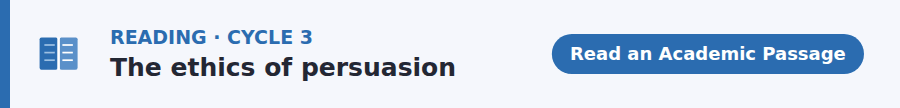 READING · CYCLE 3
The ethics of persuasion
Read an Academic Passage